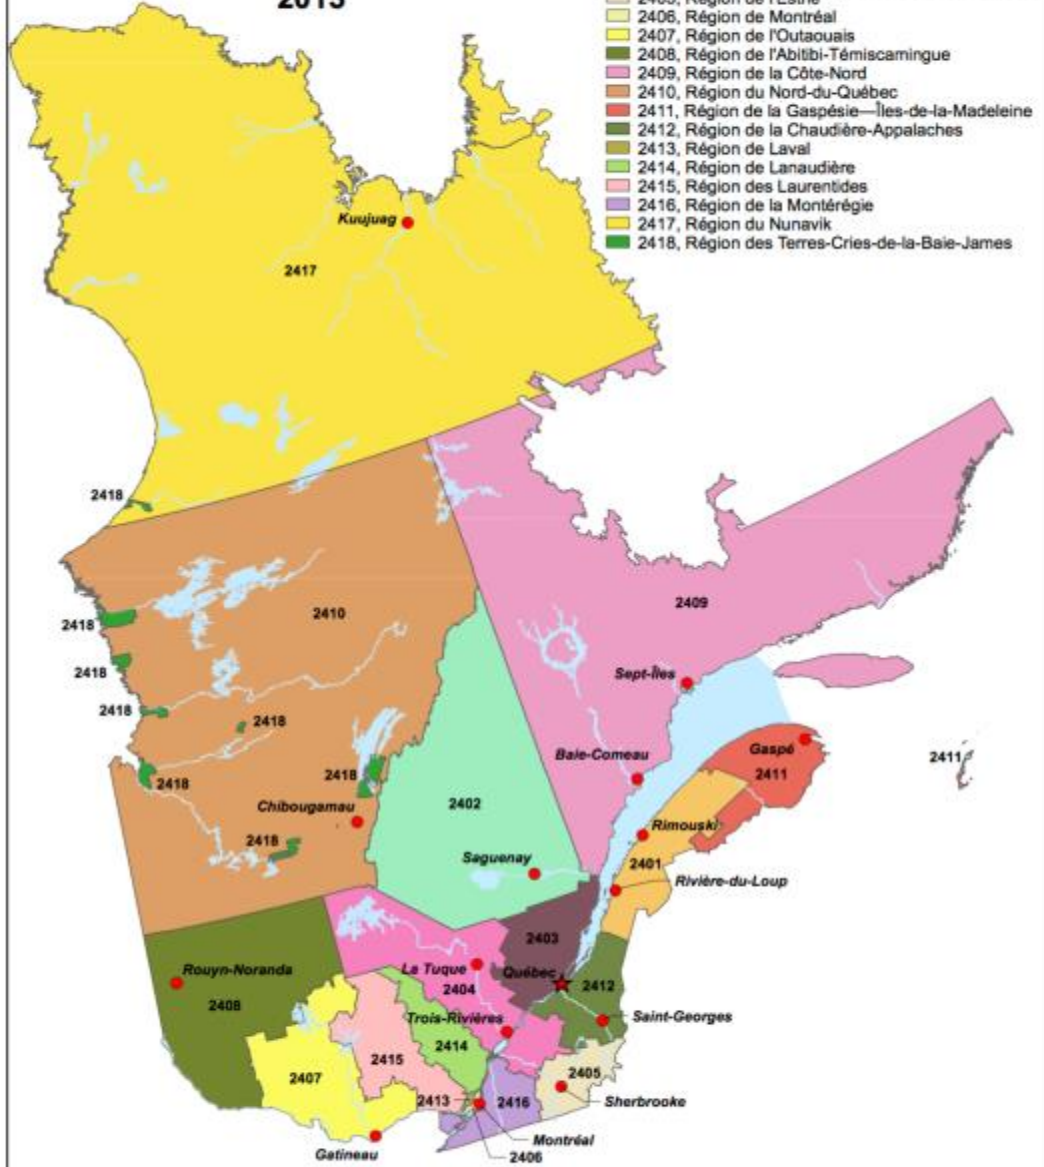 2013
2405, Région de l'Estrie
2406, Région de Montréal
2407, Région de l'Outaouais
2408, Région de l'Abitibi-Témiscamingue
2409, Région de la Côte-Nord
2410, Région du Nord-du-Québec
2411, Région de la Gaspésie—Îles-de-la-Madeleine
2412, Région de la Chaudière-Appalaches
2413, Région de Laval
2414, Région de Lanaudière
2415, Région des Laurentides
2416, Région de la Montérégie
2417, Région du Nunavik
2418, Région des Terres-Cries-de-la-Baie-James
Kuujuag
2417
2418
2410
2409
2418
2418
Sept-Îles
2418
2418
Gaspé
Baie-Comeau
2411
2411
2418
2418
Chibougamau
2402
Rimouski
2418
Saguenay
2401
Rivière-du-Loup
2403
Rouyn-Noranda
La Tuque
Québec
2404
2412
2408
Trois-Rivières
Saint-Georges
2414
2415
2407
2405
2413
2416
Sherbrooke
Montréal
Gatineau
2406